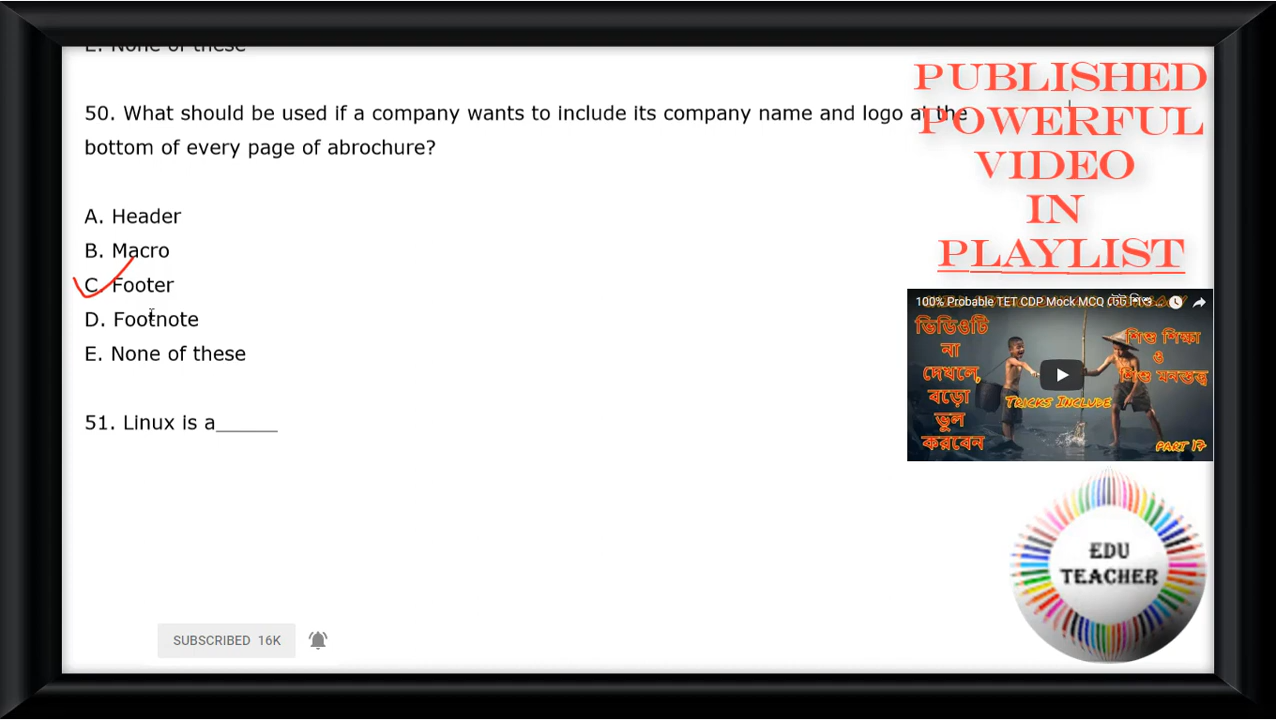 E. None of these
50. What should be used if a company wants to include its company name and logo at the
bottom of every page of abrochure?
A. Header
B. Macro
C. Footer
D. Footnote
E. None of these
51. Linux is a______
PUBLISHED
POWERFUL
VIDEO
IN
PLAYLIST
100% Probable TET CDP Mock MCQ টেট শিশু ...
ভিডিওটি
না
দেখলে,
বড়ো
ভুল
করবেন
শিশু শিক্ষা
ও
শিশু মনস্তত্ত্ব
TRICKS INCLUDE
PART 17
EDU
TEACHER
SUBSCRIBED 16K